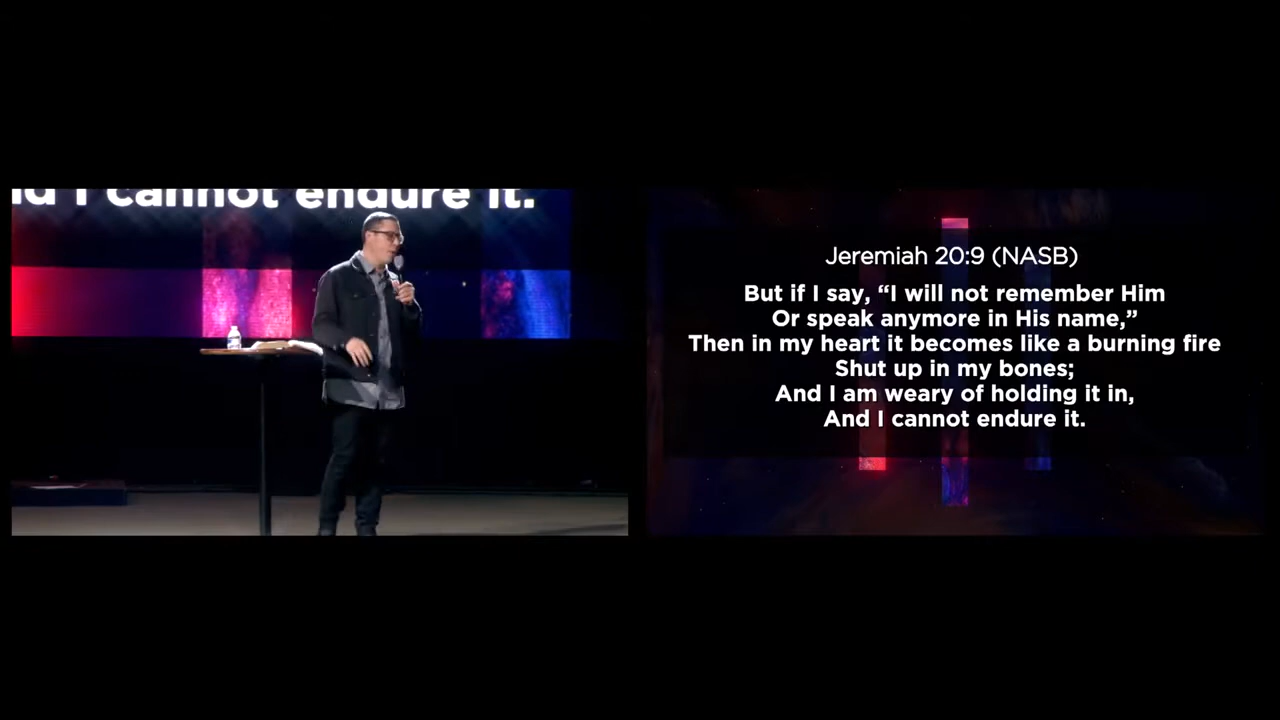 nd I cannot endure it.
Jeremiah 20:9 (NASB)
But if I say, “I will not remember Him
Or speak anymore in His name,”
Then in my heart it becomes like a burning fire
Shut up in my bones;
And I am weary of holding it in,
And I cannot endure it.